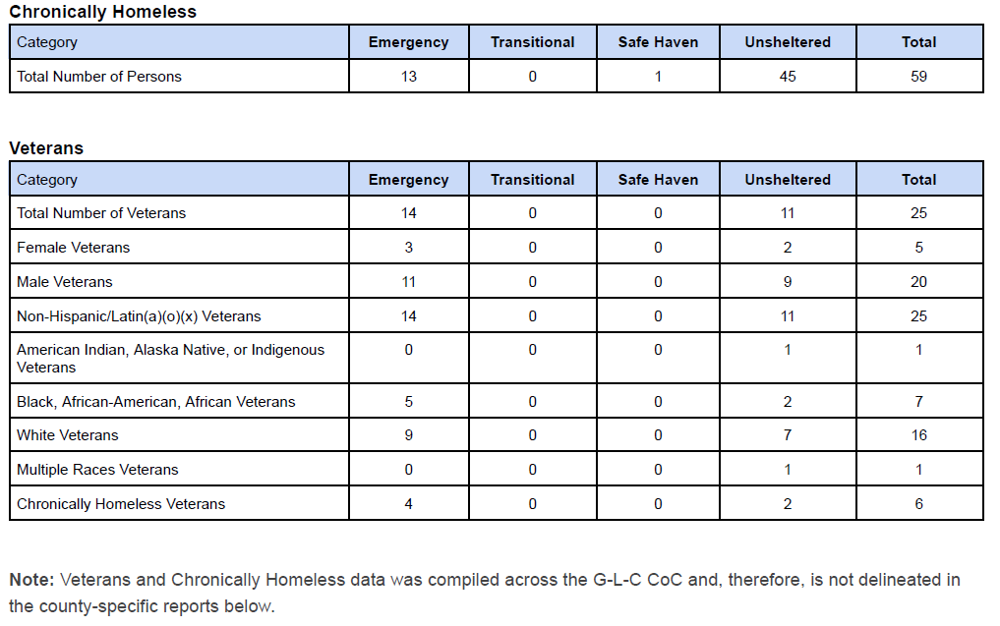 Chronically Homeless
Category Emergency Transitional Safe Haven Unsheltered Total
Total Number of Persons 13 0 1 45 59
Veterans
Category Emergency Transitional Safe Haven Unsheltered Total
Total Number of Veterans 14 0 0 11 25
Female Veterans 3 0 0 2 5
Male Veterans 11 0 0 9 20
Non-Hispanic/Latin(a)(o)(x) Veterans 14 0 0 11 25
American Indian, Alaska Native, or Indigenous 0 0 0 1 1
Veterans
Black, African-American, African Veterans 5 0 0 2 7
White Veterans 9 0 0 7 16
Multiple Races Veterans 0 0 0 1 1
Chronically Homeless Veterans 4 0 0 2 6
Note: Veterans and Chronically Homeless data was compiled across the G-L-C CoC and, therefore, is not delineated in
the county-specific reports below.